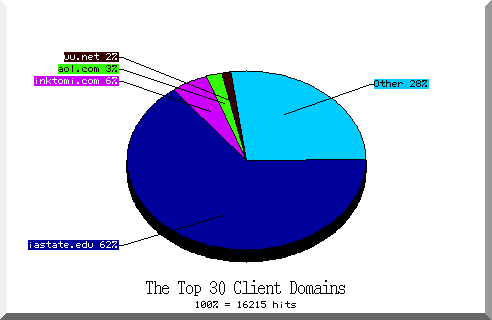 uu.net 2%
aol.com 3%
inktomi.com 6%
Other 28%
iastate.edu 62%
The Top 30 Client Domains
100% = 16215 hits